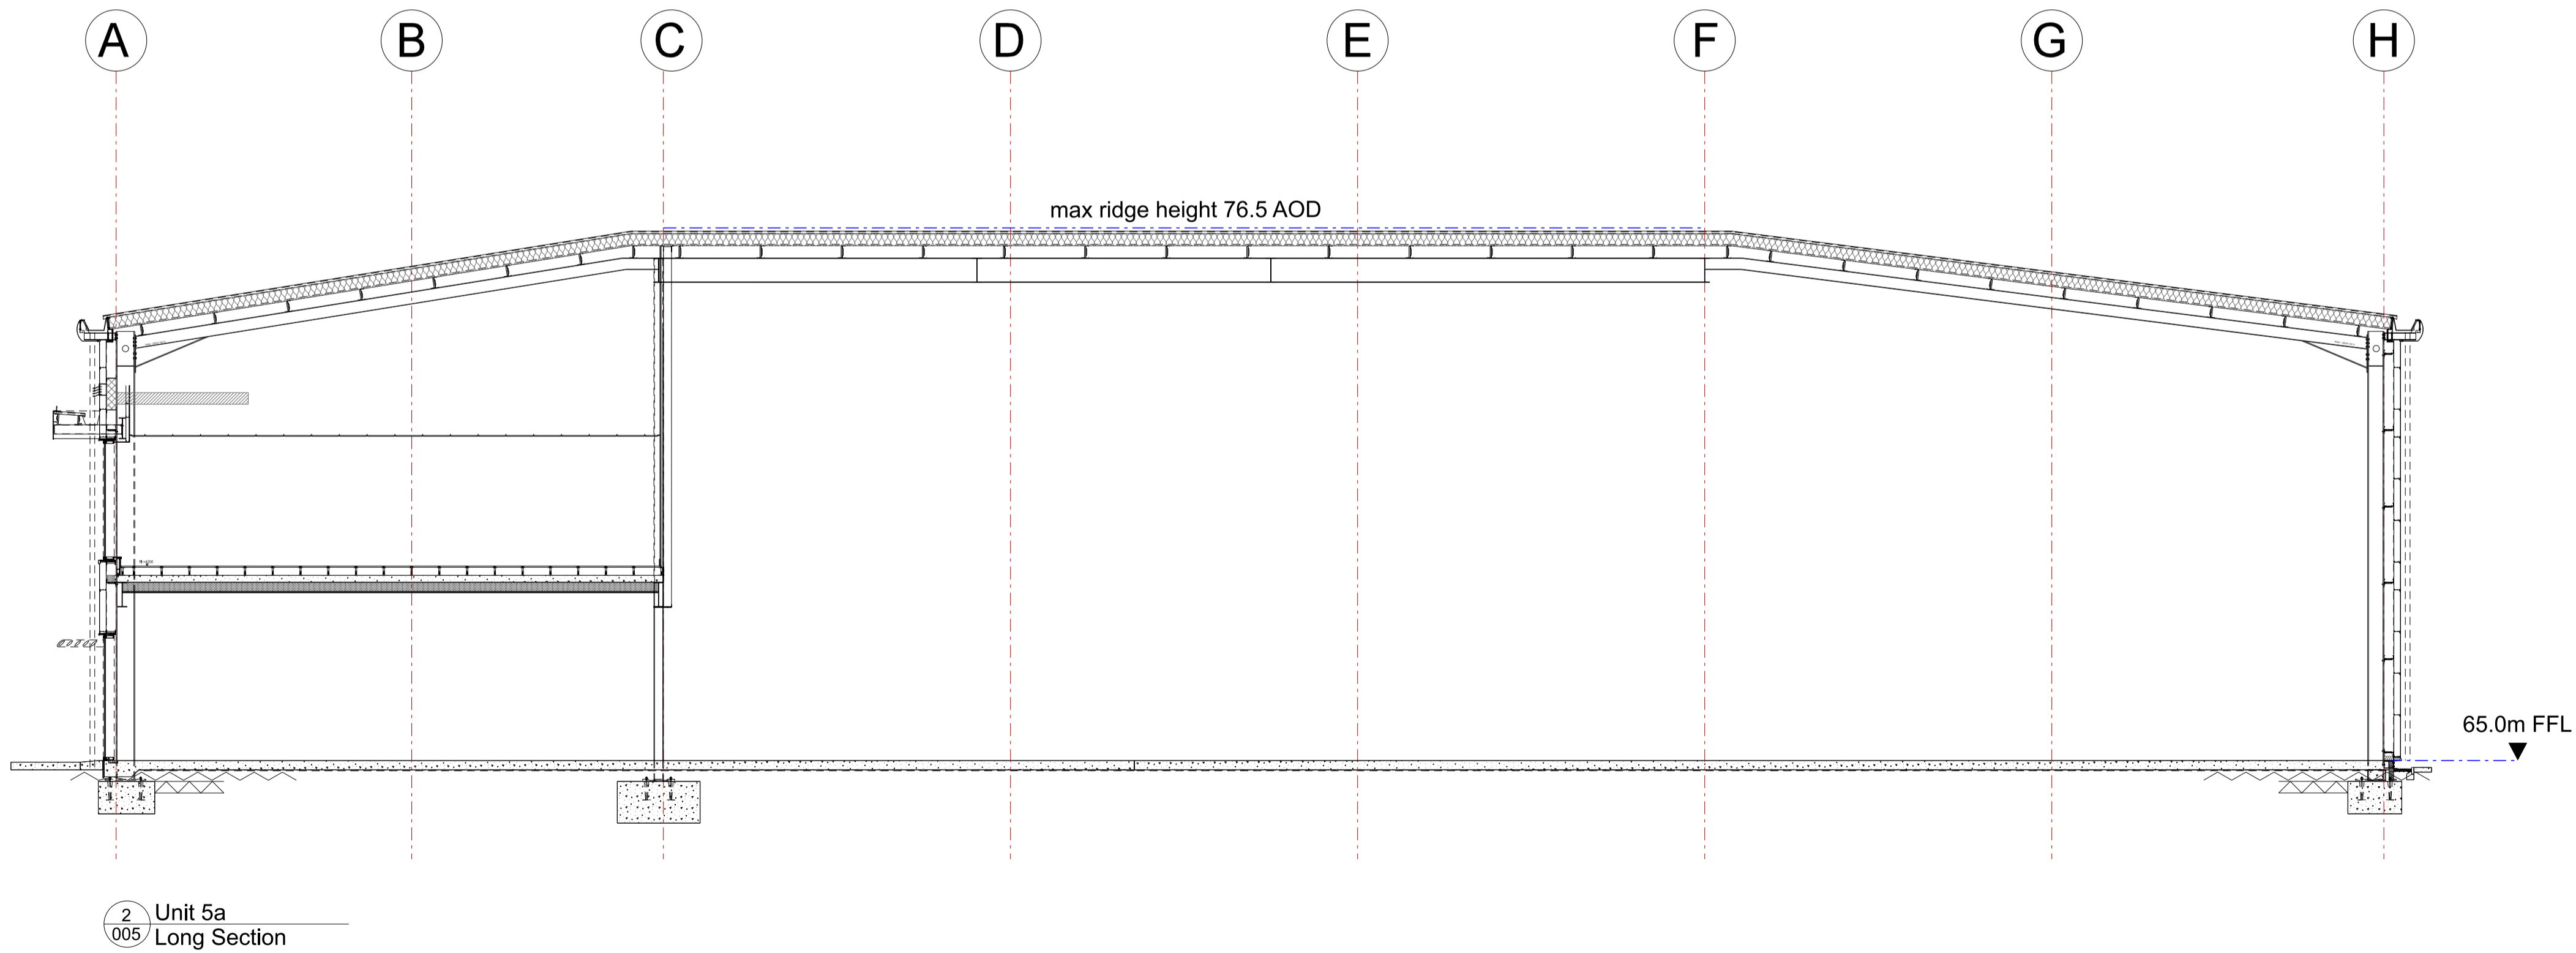 A B C D E F G H
max ridge height 76.5 AOD
65.0m FFL
2
005
Unit 5a
Long Section